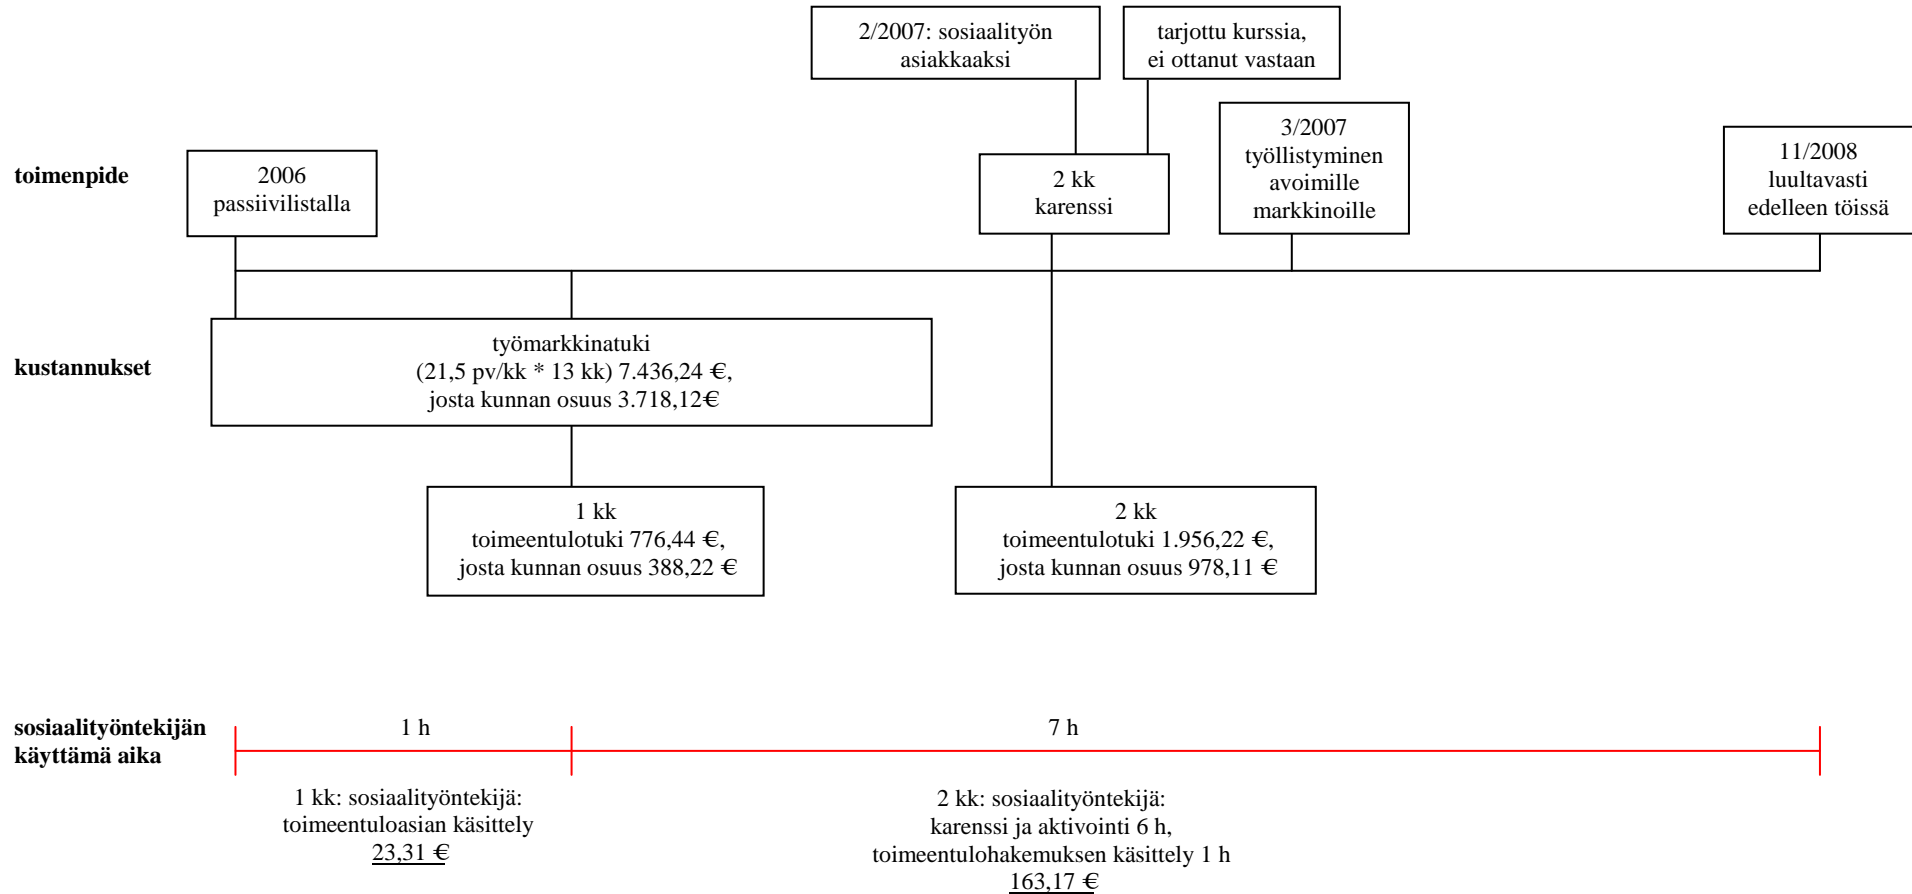 2/2007: sosiaalityön
asiakkaaksi
tarjottu kurssia,
ei ottanut vastaan
toimenpide
2006
passiivilistalla
2 kk
karenssi
3/2007
työllistyminen
avoimille
markkinoille
11/2008
luultavasti
edelleen töissä
kustannukset
työmarkkinatuki
(21,5 pv/kk * 13 kk) 7.436,24 €,
josta kunnan osuus 3.718,12€
1 kk
toimeentulotuki 776,44 €,
josta kunnan osuus 388,22 €
2 kk
toimeentulotuki 1.956,22 €,
josta kunnan osuus 978,11 €
sosiaalityöntekijän
käyttämä aika
1 h
7 h
1 kk: sosiaalityöntekijä:
toimeentuloasian käsittely
23,31 €
2 kk: sosiaalityöntekijä:
karenssi ja aktivointi 6 h,
toimeentulohakemuksen käsittely 1 h
163,17 €